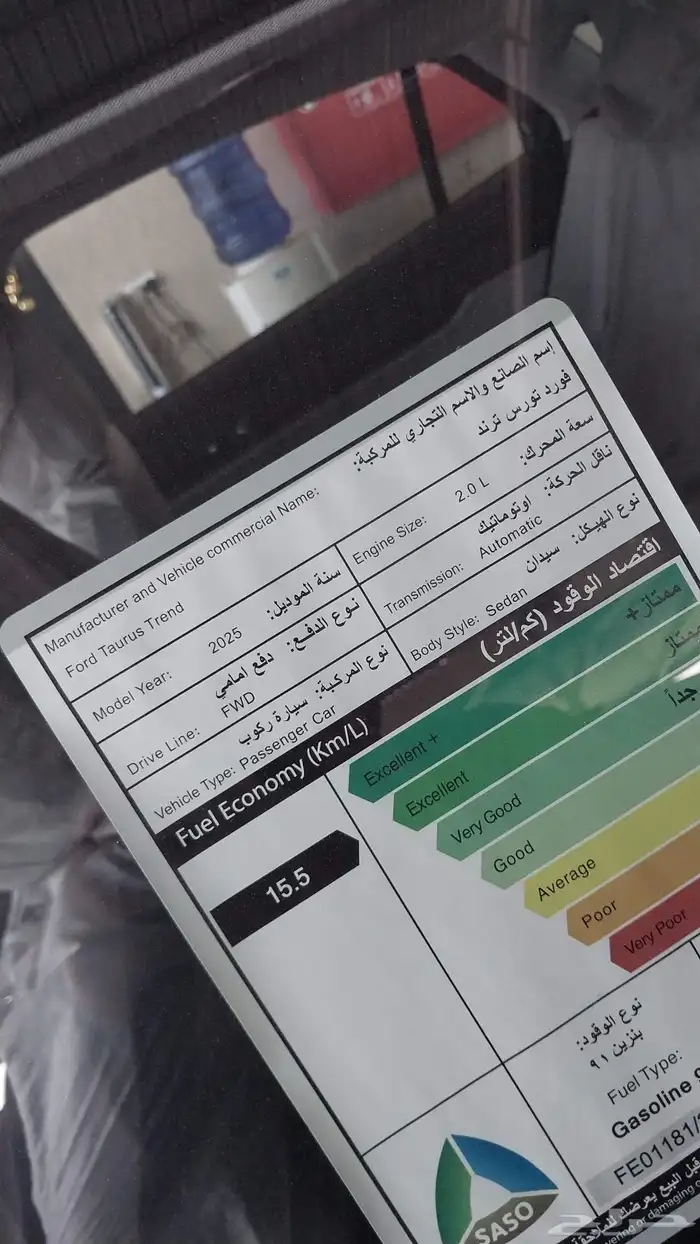 إسم الصانع والاسم التجاري للمركبة:
Manufacturer and Vehicle commercial Name:
فورد تورس ترند
Ford Taurus Trend
سنة الموديل:
Model Year: 2025
سعة المحرك:
Engine Size: 2.0 L
نوع الدفع: دفع امامي
Drive Line: FWD
ناقل الحركة: اوتوماتيك
Transmission: Automatic
نوع المركبة: سيارة ركوب
Vehicle Type: Passenger Car
نوع الهيكل: سيدان
Body Style: Sedan
اقتصاد الوقود (كم/لتر)
Fuel Economy (Km/L)
ممتاز+
Excellent +
Excellent
جداً
Very Good
Good
Average
Poor
Very Poor
15.5
نوع الوقود:
بنزين ٩١
Fuel Type:
Gasoline
FE01181/
SASO
حراج